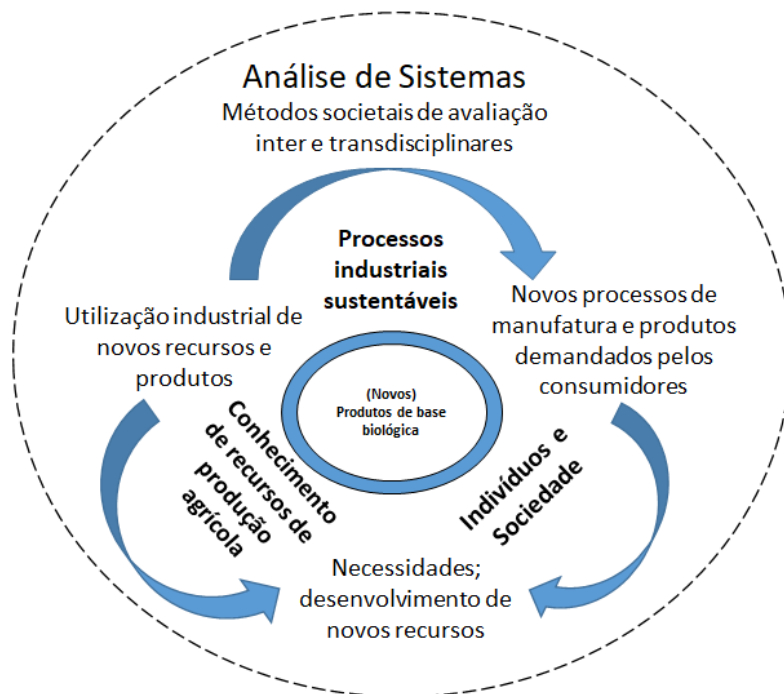 Análise de Sistemas
Métodos societais de avaliação
inter e transdisciplinares
Processos
industriais
sustentáveis
Utilização industrial de
novos recursos e
produtos
Novos processos de
manufatura e produtos
demandados pelos
consumidores
(Novos)
Produtos de base
biológica
Conhecimento
de recursos de
produção
agrícola
Indivíduos e
Sociedade
Necessidades;
desenvolvimento de
novos recursos